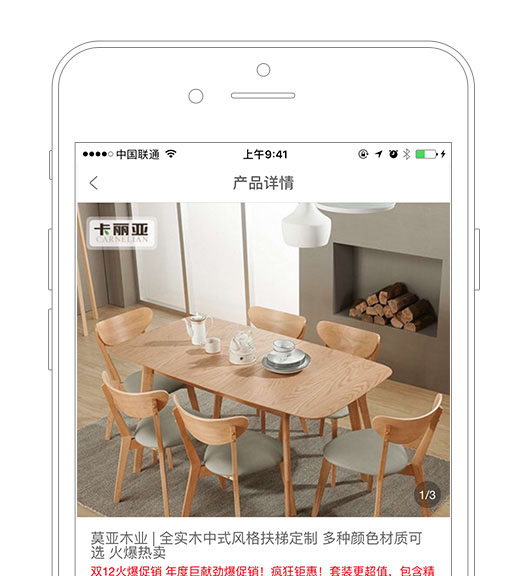 中国联通
上午9:41
产品详情
卡丽亚
CARNELIAN
1/3
莫亚木业 | 全实木中式风格扶梯定制 多种颜色材质可
选 火爆热卖
双12火爆促销 年度巨献劲爆促销！疯狂钜惠！套装更超值，包含精